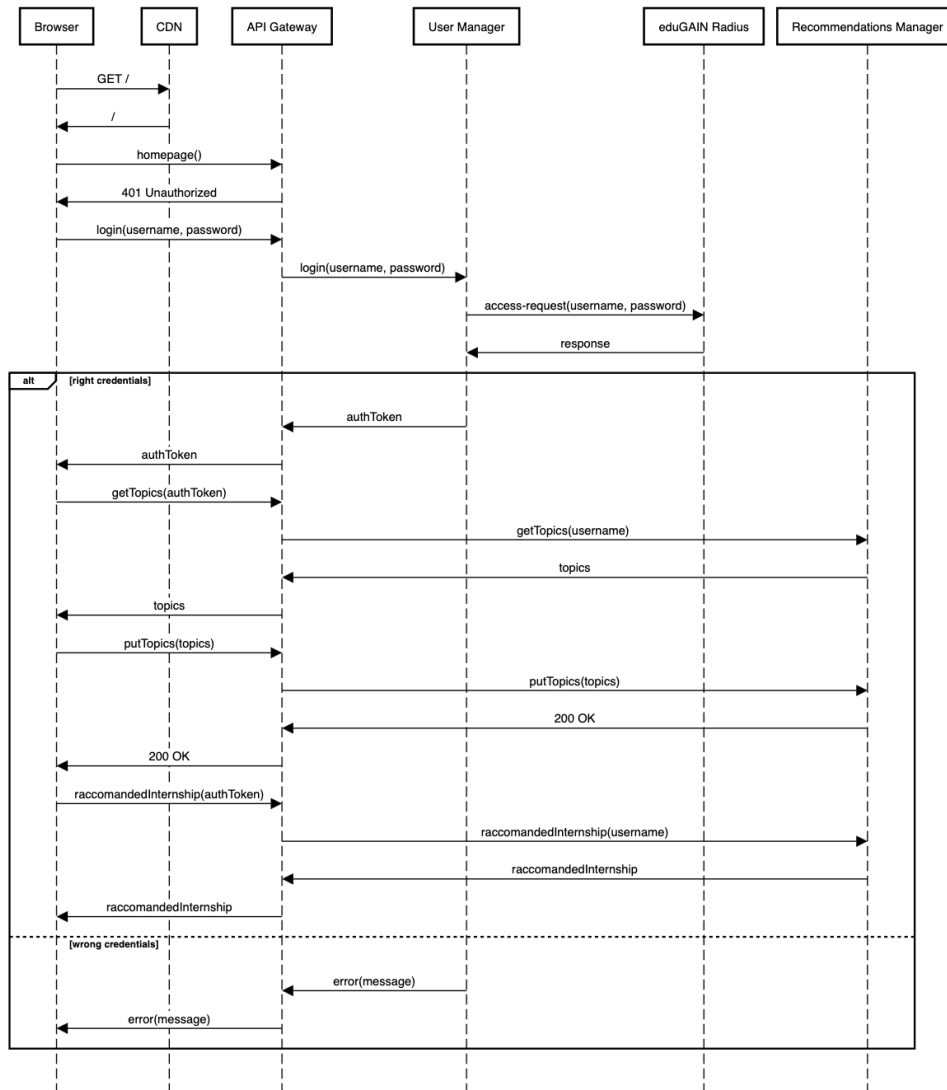 Browser
CDN
API Gateway
User Manager
eduGAIN Radius
Recommendations Manager
GET /
/
homepage()
401 Unauthorized
login(username, password)
login(username, password)
access-request(username, password)
response
alt
[right credentials]
authToken
authToken
getTopics(authToken)
getTopics(username)
topics
topics
putTopics(topics)
putTopics(topics)
200 OK
200 OK
raccomandedInternship(authToken)
raccomandedInternship(username)
raccomandedInternship
raccomandedInternship
[wrong credentials]
error(message)
error(message)